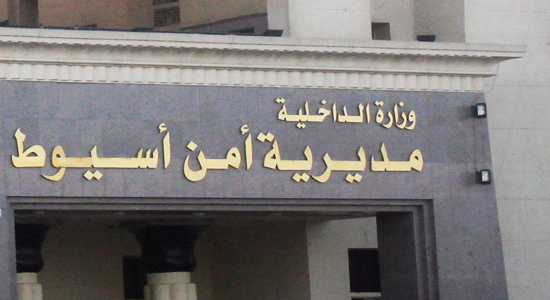 وزارة الداخلية
مديرية أمن أسيوط